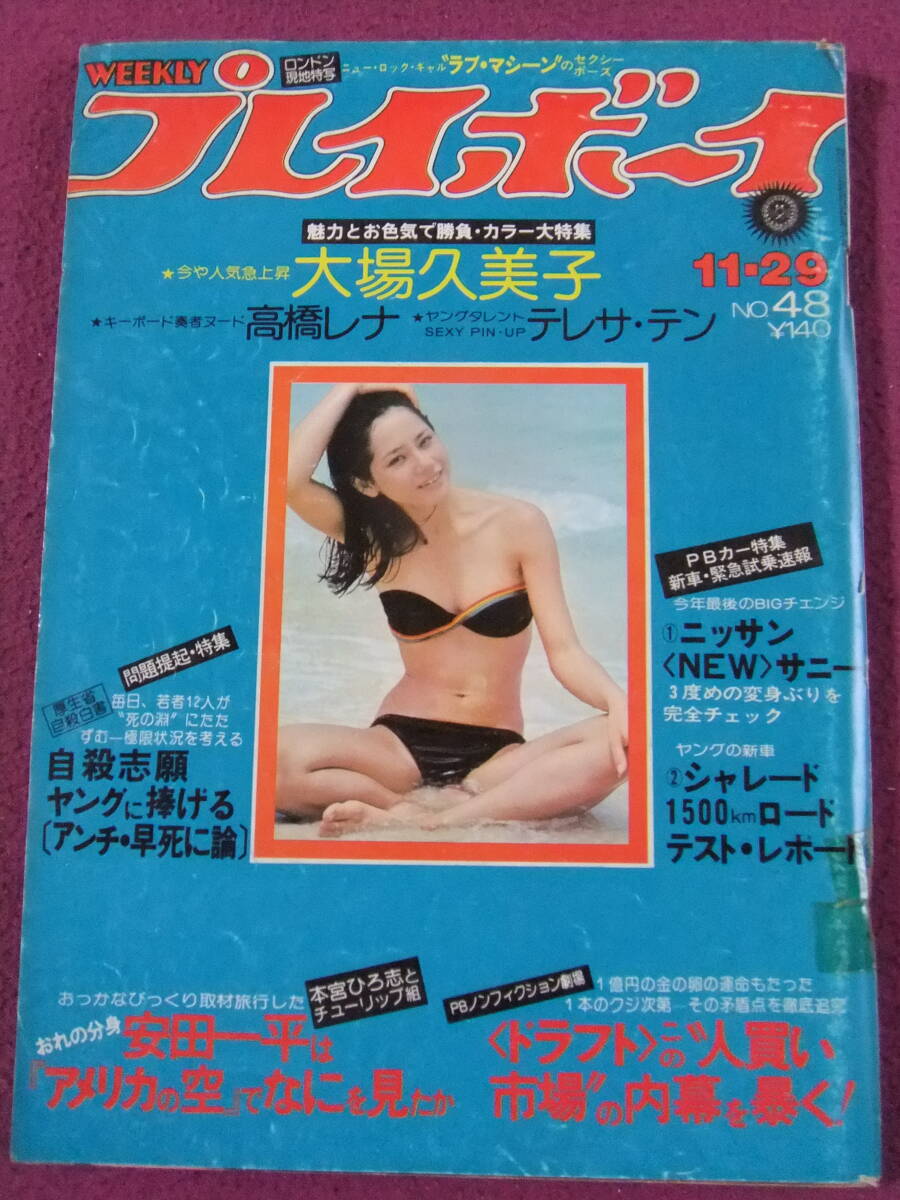 WEEKLY
プレイボーイ
ロンドン
現地特写
ニュー・ロック・ギャル“ラブ・マシーン”のセクシー
ポーズ
魅力とお色気で勝負・カラー大特集
★今や人気急上昇 大場久美子
11・29
NO.48
¥140
★キーボード奏者ヌード 高橋レナ ★ヤングタレント
SEXY PIN-UP テレサ・テン
PBカー特集
新車・緊急試乗速報
今年最後のBIGチェンジ
①ニッサン
〈NEW〉サニー
3度めの変身ぶりを
完全チェック
ヤングの新車
②シャレード
1500kmロード
テスト・レポート
問題提起・特集
厚生省
自殺白書
毎日、若者12人が
“死の淵”にたた
ずむ―極限状況を考える
自殺志願
ヤングに捧げる
〔アンチ・早死に論〕
本宮ひろ志と
チューリップ組
おっかなびっくり取材旅行した
おれの分身 安田一平は
『アメリカの空』でなにを見たか
PBノンフィクション劇場
1億円の金の卵の運命もたった
1本のクジ次第―その矛盾点を徹底追究
〈ドラフト〉この“人買い
市場”の内幕を暴く!